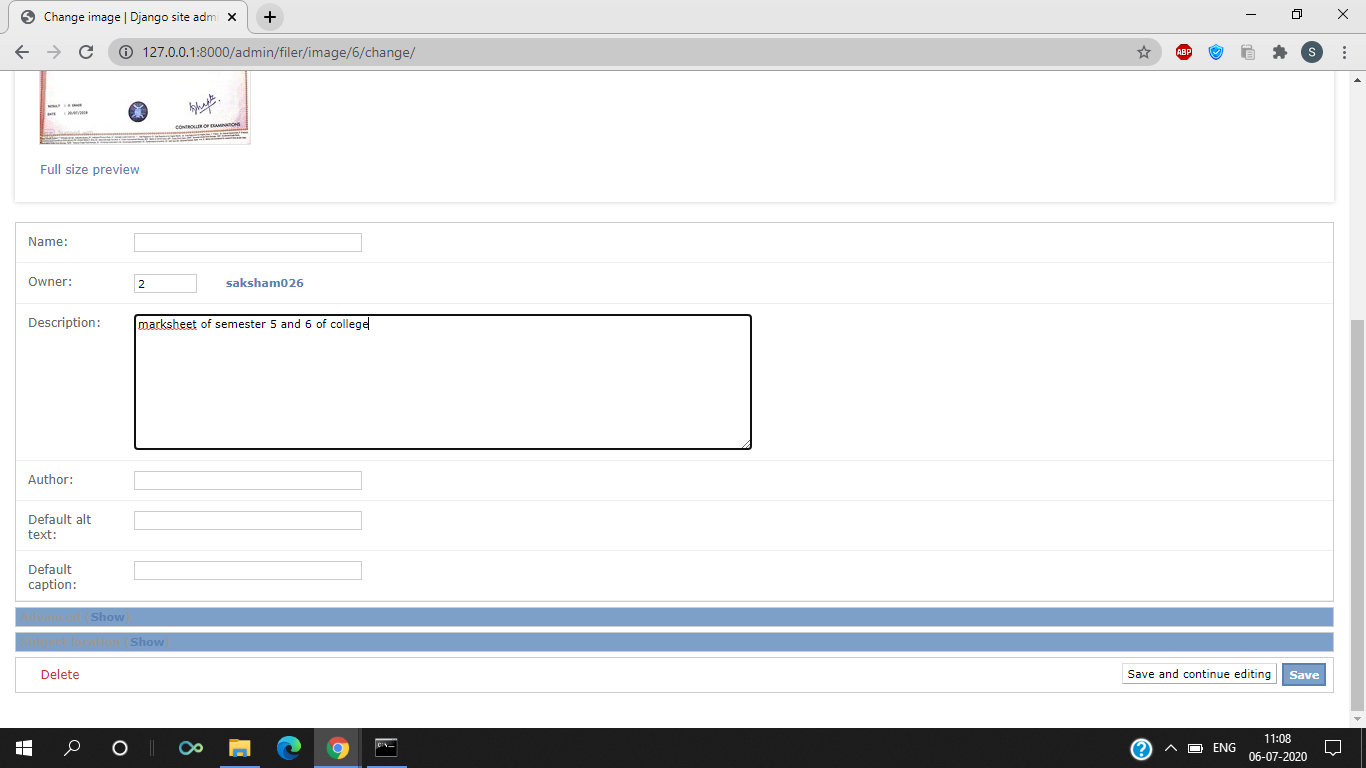 Change image | Django site adm
127.0.0.1:8000/admin/filer/image/6/change/
ABP
S
RESULT : O GRADE
DATE : 20/07/2019
CONTROLLER OF EXAMINATIONS
Full size preview
Name:
Owner:
2
saksham026
Description:
marksheet of semester 5 and 6 of college
Author:
Default alt
text:
Default
caption:
Advanced (Show)
Subject location (Show)
Delete
Save and continue editing
Save
ENG
11:08
06-07-2020